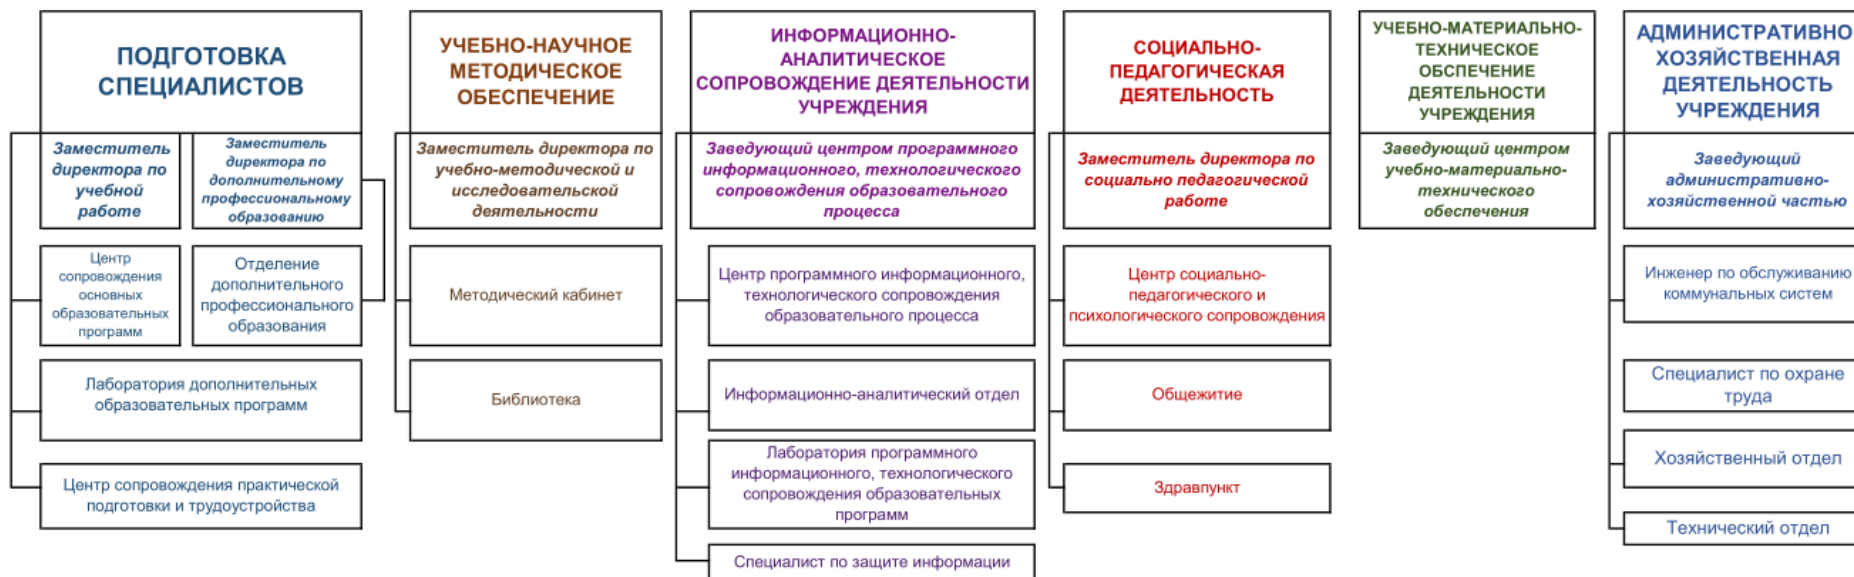 ПОДГОТОВКА
СПЕЦИАЛИСТОВ
Заместитель
директора по
учебной
работе
Заместитель
директора по
дополнительному
профессиональному
образованию
Центр
сопровождения
основных
образовательных
программ
Отделение
дополнительного
профессионального
образования
Лаборатория дополнительных
образовательных программ
Центр сопровождения практической
подготовки и трудоустройства
УЧЕБНО-НАУЧНОЕ
МЕТОДИЧЕСКОЕ
ОБЕСПЕЧЕНИЕ
Заместитель директора по
учебно-методической и
исследовательской
деятельности
Методический кабинет
Библиотека
ИНФОРМАЦИОННО-
АНАЛИТИЧЕСКОЕ
СОПРОВОЖДЕНИЕ ДЕЯТЕЛЬНОСТИ
УЧРЕЖДЕНИЯ
Заведующий центром программного
информационного, технологического
сопровождения образовательного
процесса
Центр программного информационного,
технологического сопровождения
образовательного процесса
Информационно-аналитический отдел
Лаборатория программного
информационного, технологического
сопровождения образовательных
программ
Специалист по защите информации
СОЦИАЛЬНО-
ПЕДАГОГИЧЕСКАЯ
ДЕЯТЕЛЬНОСТЬ
Заместитель директора по
социально педагогической
работе
Центр социально-
педагогического и
психологического сопровождения
Общежитие
Здравпункт
УЧЕБНО-МАТЕРИАЛЬНО-
ТЕХНИЧЕСКОЕ
ОБСПЕЧЕНИЕ
ДЕЯТЕЛЬНОСТИ
УЧРЕЖДЕНИЯ
Заведующий центром
учебно-материально-
технического
обеспечения
АДМИНИСТРАТИВНО
ХОЗЯЙСТВЕННАЯ
ДЕЯТЕЛЬНОСТЬ
УЧРЕЖДЕНИЯ
Заведующий
административно-
хозяйственной частью
Инженер по обслуживанию
коммунальных систем
Специалист по охране
труда
Хозяйственный отдел
Технический отдел